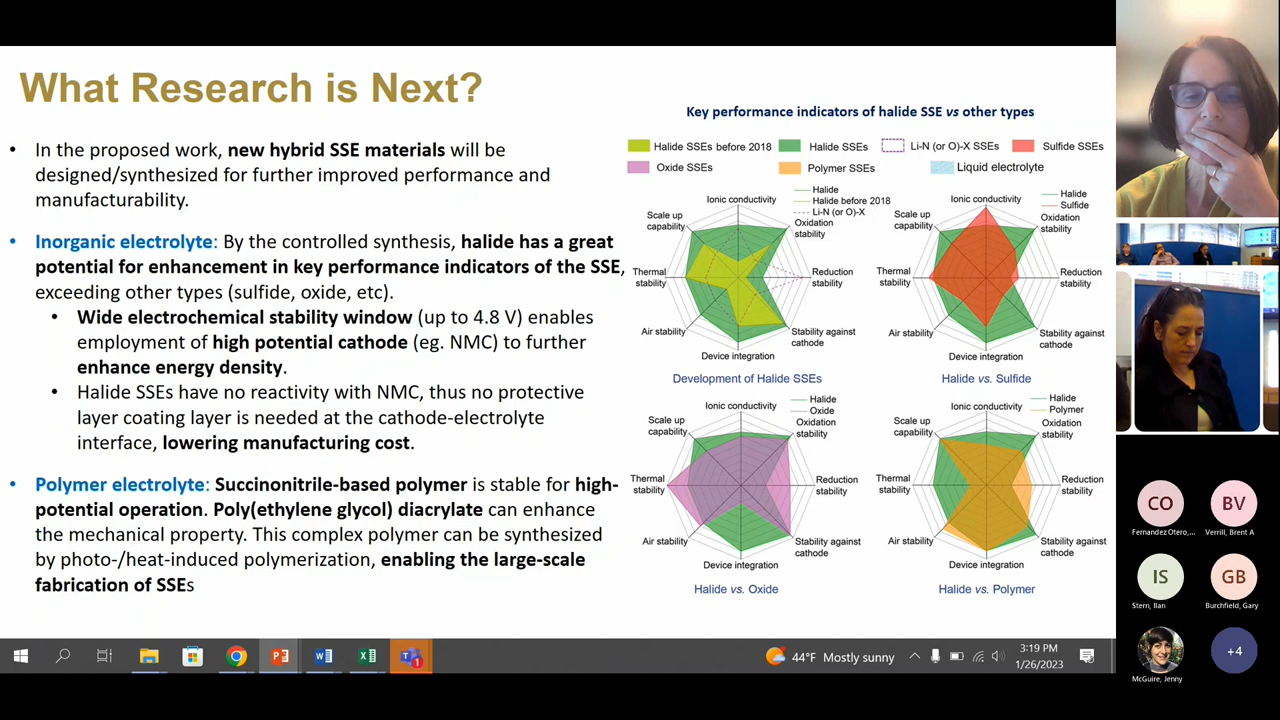 What Research is Next?
• In the proposed work, new hybrid SSE materials will be
designed/synthesized for further improved performance and
manufacturability.
• Inorganic electrolyte: By the controlled synthesis, halide has a great
potential for enhancement in key performance indicators of the SSE,
exceeding other types (sulfide, oxide, etc).
• Wide electrochemical stability window (up to 4.8 V) enables
employment of high potential cathode (eg. NMC) to further
enhance energy density.
• Halide SSEs have no reactivity with NMC, thus no protective
layer coating layer is needed at the cathode-electrolyte
interface, lowering manufacturing cost.
• Polymer electrolyte: Succinonitrile-based polymer is stable for high-
potential operation. Poly(ethylene glycol) diacrylate can enhance
the mechanical property. This complex polymer can be synthesized
by photo-/heat-induced polymerization, enabling the large-scale
fabrication of SSEs
Key performance indicators of halide SSE vs other types
Halide SSEs before 2018
Halide SSEs
Li-N (or O)-X SSEs
Sulfide SSEs
Oxide SSEs
Polymer SSEs
Liquid electrolyte
Halide
Halide before 2018
Li-N (or O)-X
Ionic conductivity
Oxidation
stability
Reduction
stability
Stability against
cathode
Device integration
Air stability
Thermal
stability
Scale up
capability
Development of Halide SSEs
Halide
Sulfide
Ionic conductivity
Oxidation
stability
Reduction
stability
Stability against
cathode
Device integration
Air stability
Thermal
stability
Scale up
capability
Halide vs. Sulfide
Halide
Oxide
Ionic conductivity
Oxidation
stability
Reduction
stability
Stability against
cathode
Device integration
Air stability
Thermal
stability
Scale up
capability
Halide vs. Oxide
Halide
Polymer
Ionic conductivity
Oxidation
stability
Reduction
stability
Stability against
cathode
Device integration
Air stability
Thermal
stability
Scale up
capability
Halide vs. Polymer
1
44°F Mostly sunny
3:19 PM
1/26/2023
CO
Fernandez Otero,...
BV
Verrill, Brent A
IS
Stern, Ilan
GB
Burchfield, Gary
McGuire, Jenny
+4